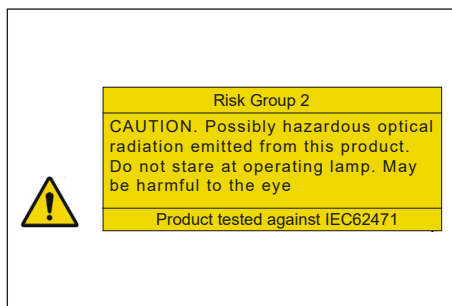 Risk Group 2
CAUTION. Possibly hazardous optical
radiation emitted from this product.
Do not stare at operating lamp. May
be harmful to the eye
Product tested against IEC62471